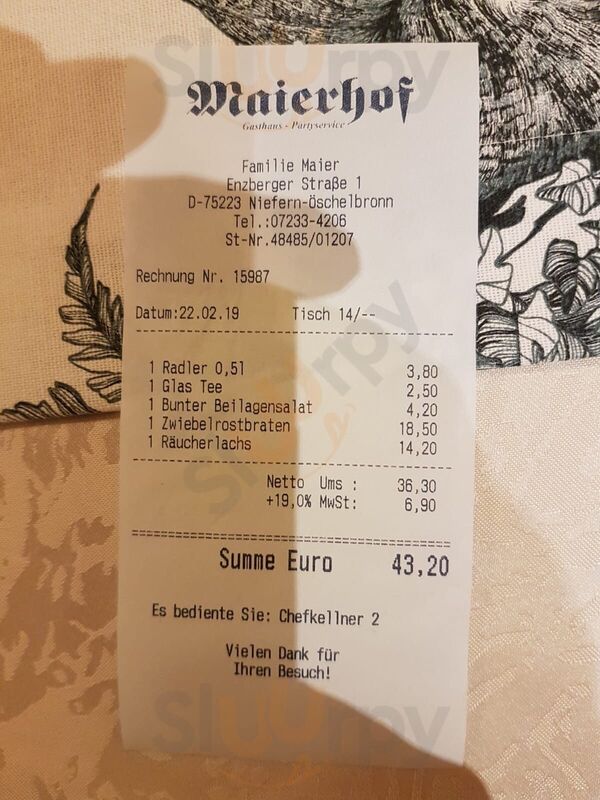 Maierhof
Gasthaus - Partyservice
Familie Maier
Enzberger Straße 1
D-75223 Niefern-Öschelbronn
Tel.:07233-4206
St-Nr.48485/01207
Rechnung Nr. 15987
Datum:22.02.19 Tisch 14/--
1 Radler 0,5l 3,80
1 Glas Tee 2,50
1 Bunter Beilagensalat 4,20
1 Zwiebelrostbraten 18,50
1 Räucherlachs 14,20
Netto Ums : 36,30
+19,0% MwSt: 6,90
Summe Euro 43,20
Es bediente Sie: Chefkellner 2
Vielen Dank für
Ihren Besuch!
Sluurpy
Sluurpy
Sluurpy